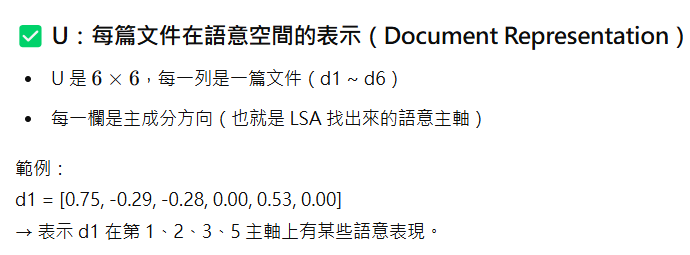 ✅ U：每篇文件在語意空間的表示（Document Representation）
• U 是 6 × 6，每一列是一篇文件（d1 ~ d6）
• 每一欄是主成分方向（也就是 LSA 找出來的語意主軸）
範例：
d1 = [0.75, -0.29, -0.28, 0.00, 0.53, 0.00]
→ 表示 d1 在第 1、2、3、5 主軸上有某些語意表現。